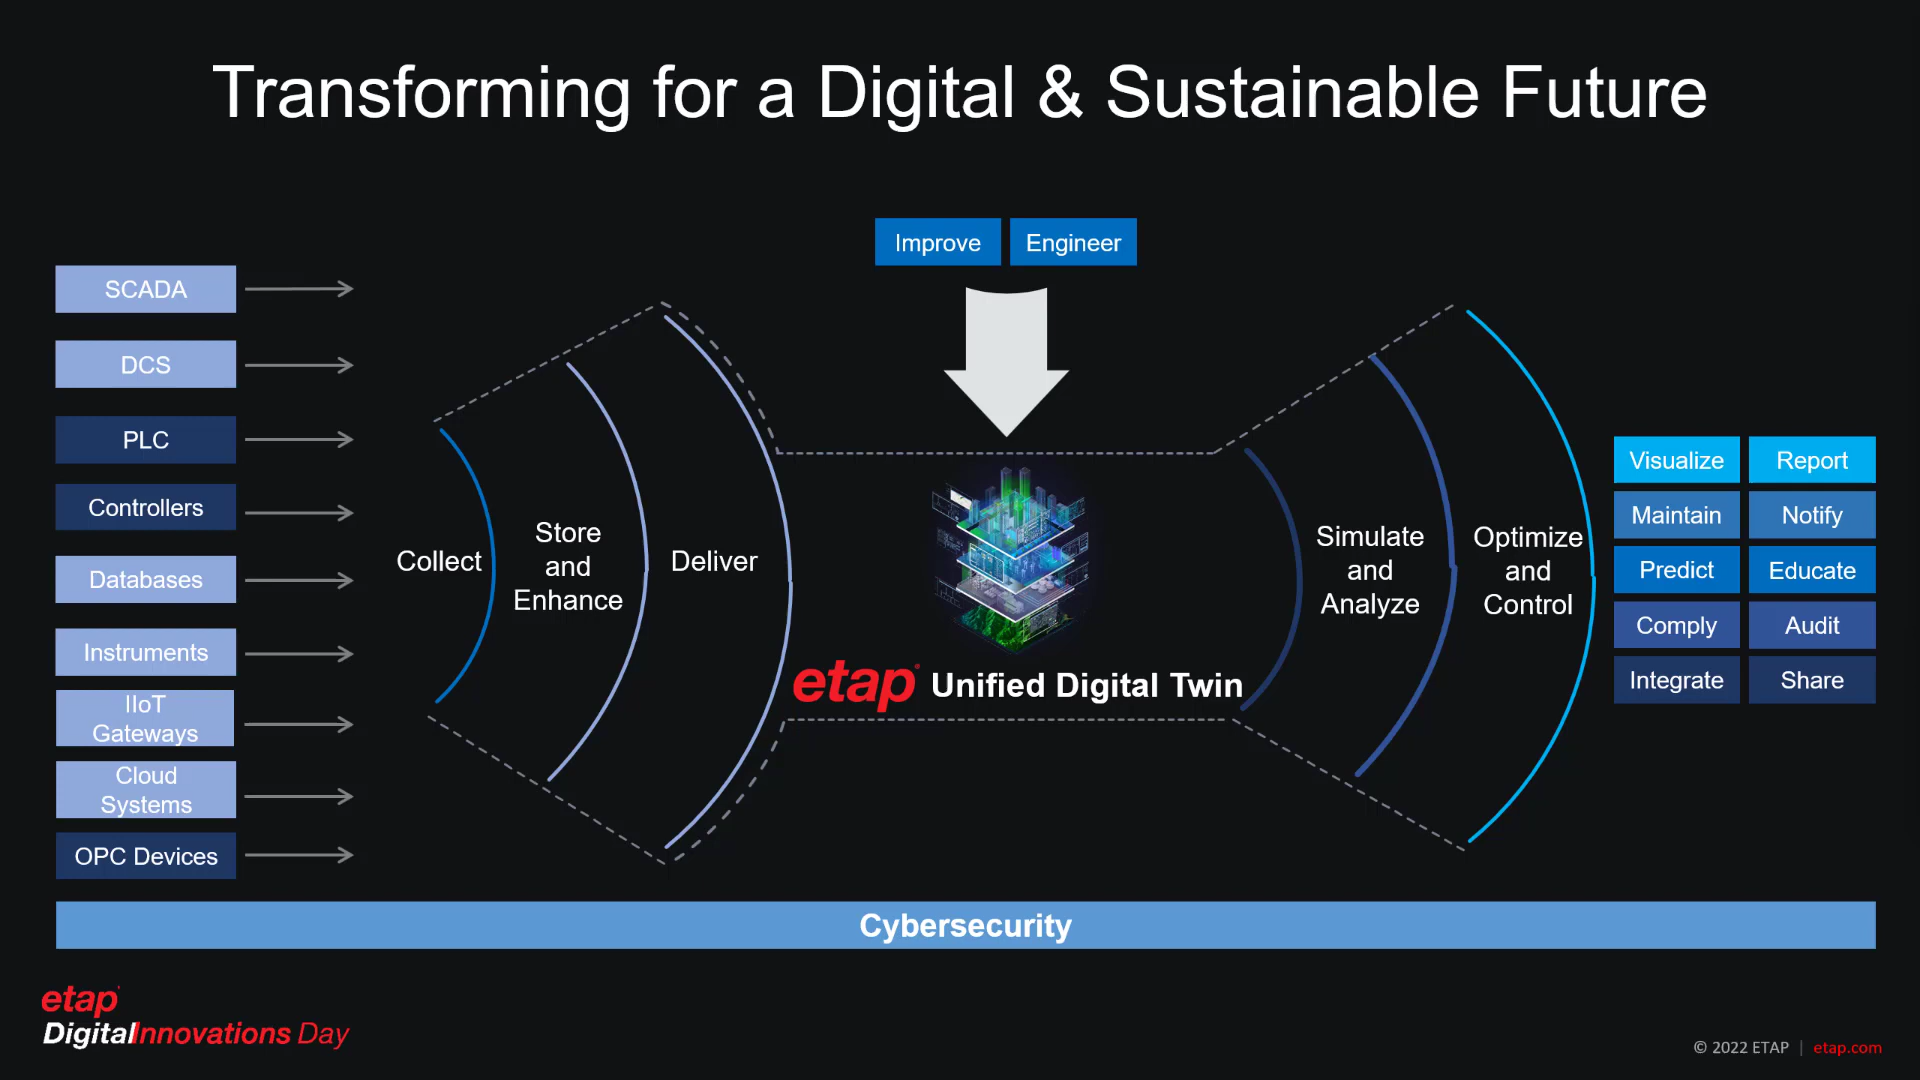 Transforming for a Digital & Sustainable Future
Improve
Engineer
SCADA
DCS
PLC
Controllers
Databases
Instruments
IIoT
Gateways
Cloud
Systems
OPC Devices
Collect
Store
and
Enhance
Deliver
etap Unified Digital Twin
Simulate
and
Analyze
Optimize
and
Control
Visualize
Report
Maintain
Notify
Predict
Educate
Comply
Audit
Integrate
Share
Cybersecurity
etap
DigitalInnovations Day
© 2022 ETAP | etap.com